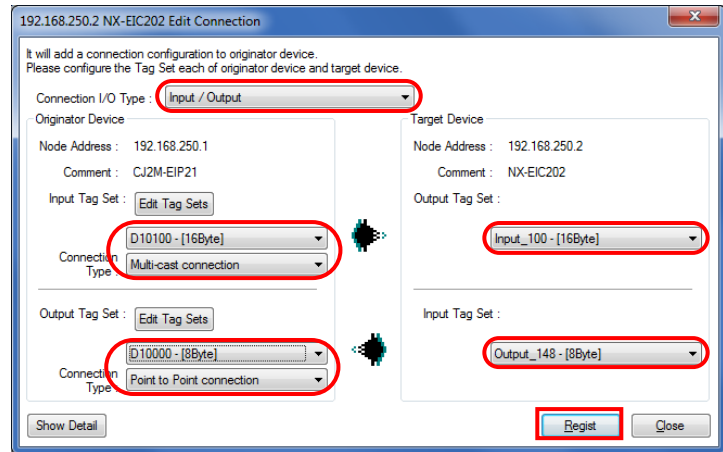 192.168.250.2 NX-EIC202 Edit Connection
It will add a connection configuration to originator device.
Please configure the Tag Set each of originator device and target device.
Connection I/O Type : Input / Output
Originator Device
Node Address : 192.168.250.1
Comment : CJ2M-EIP21
Input Tag Set : Edit Tag Sets
D10100 - [16Byte]
Connection Type : Multi-cast connection
Output Tag Set : Edit Tag Sets
D10000 - [8Byte]
Connection Type : Point to Point connection
Target Device
Node Address : 192.168.250.2
Comment : NX-EIC202
Output Tag Set :
Input_100 - [16Byte]
Input Tag Set :
Output_148 - [8Byte]
Show Detail
Regist
Close